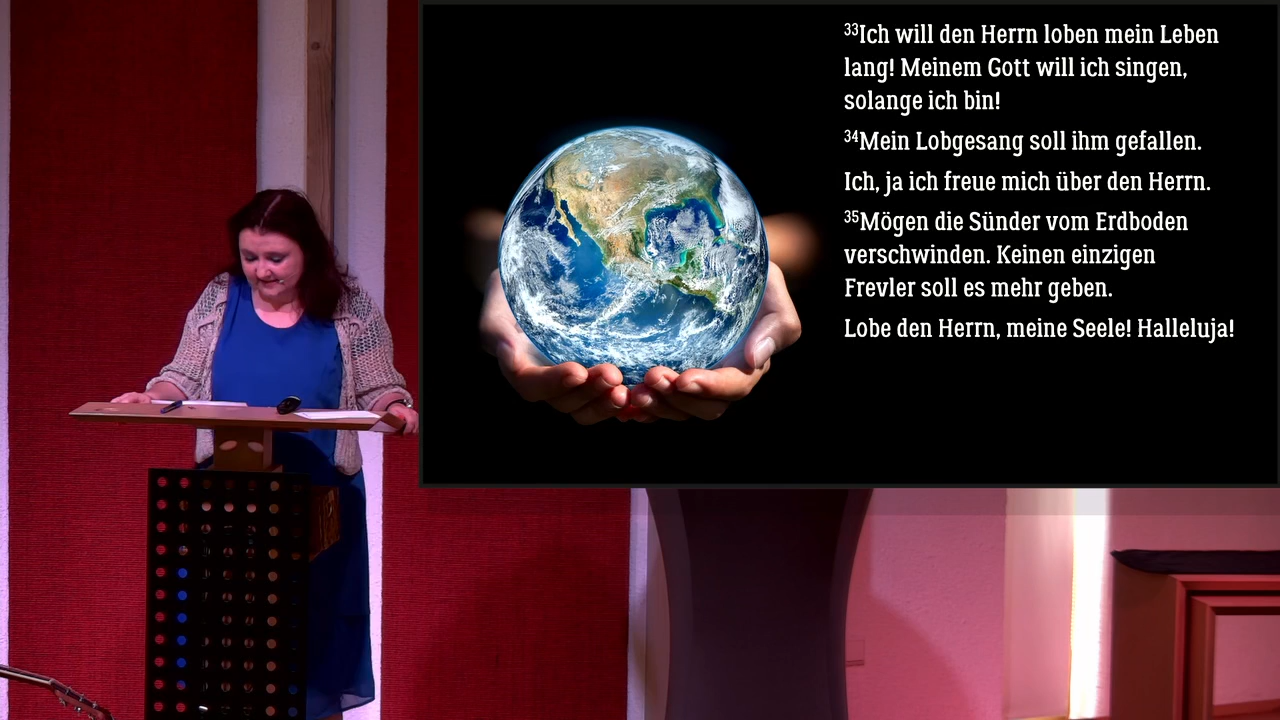 ³³Ich will den Herrn loben mein Leben
lang! Meinem Gott will ich singen,
solange ich bin!
³⁴Mein Lobgesang soll ihm gefallen.
Ich, ja ich freue mich über den Herrn.
³⁵Mögen die Sünder vom Erdboden
verschwinden. Keinen einzigen
Frevler soll es mehr geben.
Lobe den Herrn, meine Seele! Halleluja!